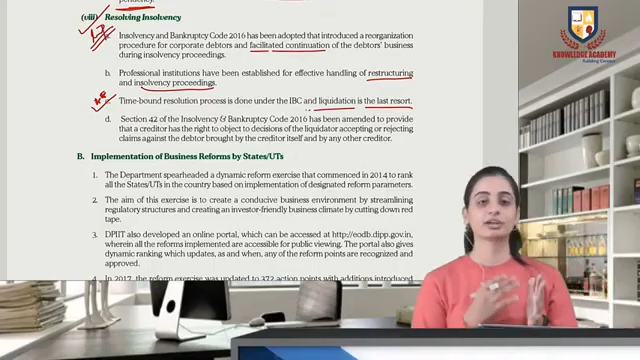 pendency.
(viii) Resolving Insolvency
Insolvency and Bankruptcy Code 2016 has been adopted that introduced a reorganization
procedure for corporate debtors and facilitated continuation of the debtors' business
during insolvency proceedings.
b. Professional institutions have been established for effective handling of restructuring
and insolvency proceedings.
c. Time-bound resolution process is done under the IBC and liquidation is the last resort.
d. Section 42 of the Insolvency & Bankruptcy Code 2016 has been amended to provide
that a creditor has the right to object to decisions of the liquidator accepting or rejecting
claims against the debtor brought by the creditor itself and by any other creditor.
B. Implementation of Business Reforms by States/UTs
1. The Department spearheaded a dynamic reform exercise that commenced in 2014 to rank
all the States/UTs in the country based on implementation of designated reform parameters.
2. The aim of this exercise is to create a conducive business environment by streamlining
regulatory structures and creating an investor-friendly business climate by cutting down red
tape.
3. DPIIT also developed an online portal, which can be accessed at http://eodb.dipp.gov.in,
wherein all the reforms implemented are accessible for public viewing. The portal also gives
dynamic ranking which updates, as and when, any of the reform points are recognized and
approved.
4. In 2017, the reform exercise was updated to 372 action points with additions introduced
KNOWLEDGE ACADEMY